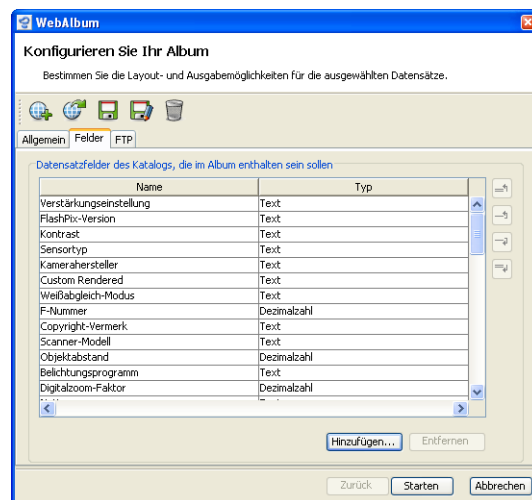 WebAlbum
Konfigurieren Sie Ihr Album
Bestimmen Sie die Layout- und Ausgabemöglichkeiten für die ausgewählten Datensätze.
Allgemein Felder FTP
Datensatzfelder des Katalogs, die im Album enthalten sein sollen
Name Typ
Verstärkungseinstellung Text
FlashPix-Version Text
Kontrast Text
Sensortyp Text
Kamerahersteller Text
Custom Rendered Text
Weißabgleich-Modus Text
F-Nummer Dezimalzahl
Copyright-Vermerk Text
Scanner-Modell Text
Objektabstand Dezimalzahl
Belichtungsprogramm Text
Digitalzoom-Faktor Dezimalzahl
Hinzufügen... Entfernen
Zurück Starten Abbrechen